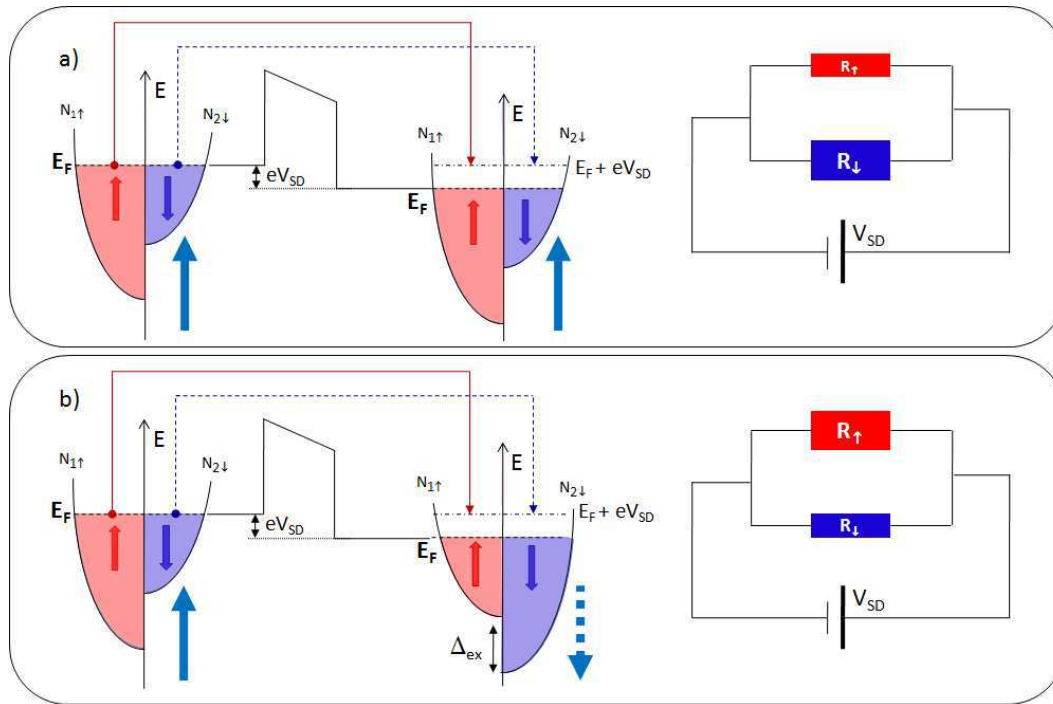 a)
E
N1↑
N2↓
EF
eVSD
E
N1↑
N2↓
EF + eVSD
EF
R↑
R↓
VSD
b)
E
N1↑
N2↓
EF
eVSD
E
N1↑
N2↓
EF + eVSD
EF
Δex
R↑
R↓
VSD